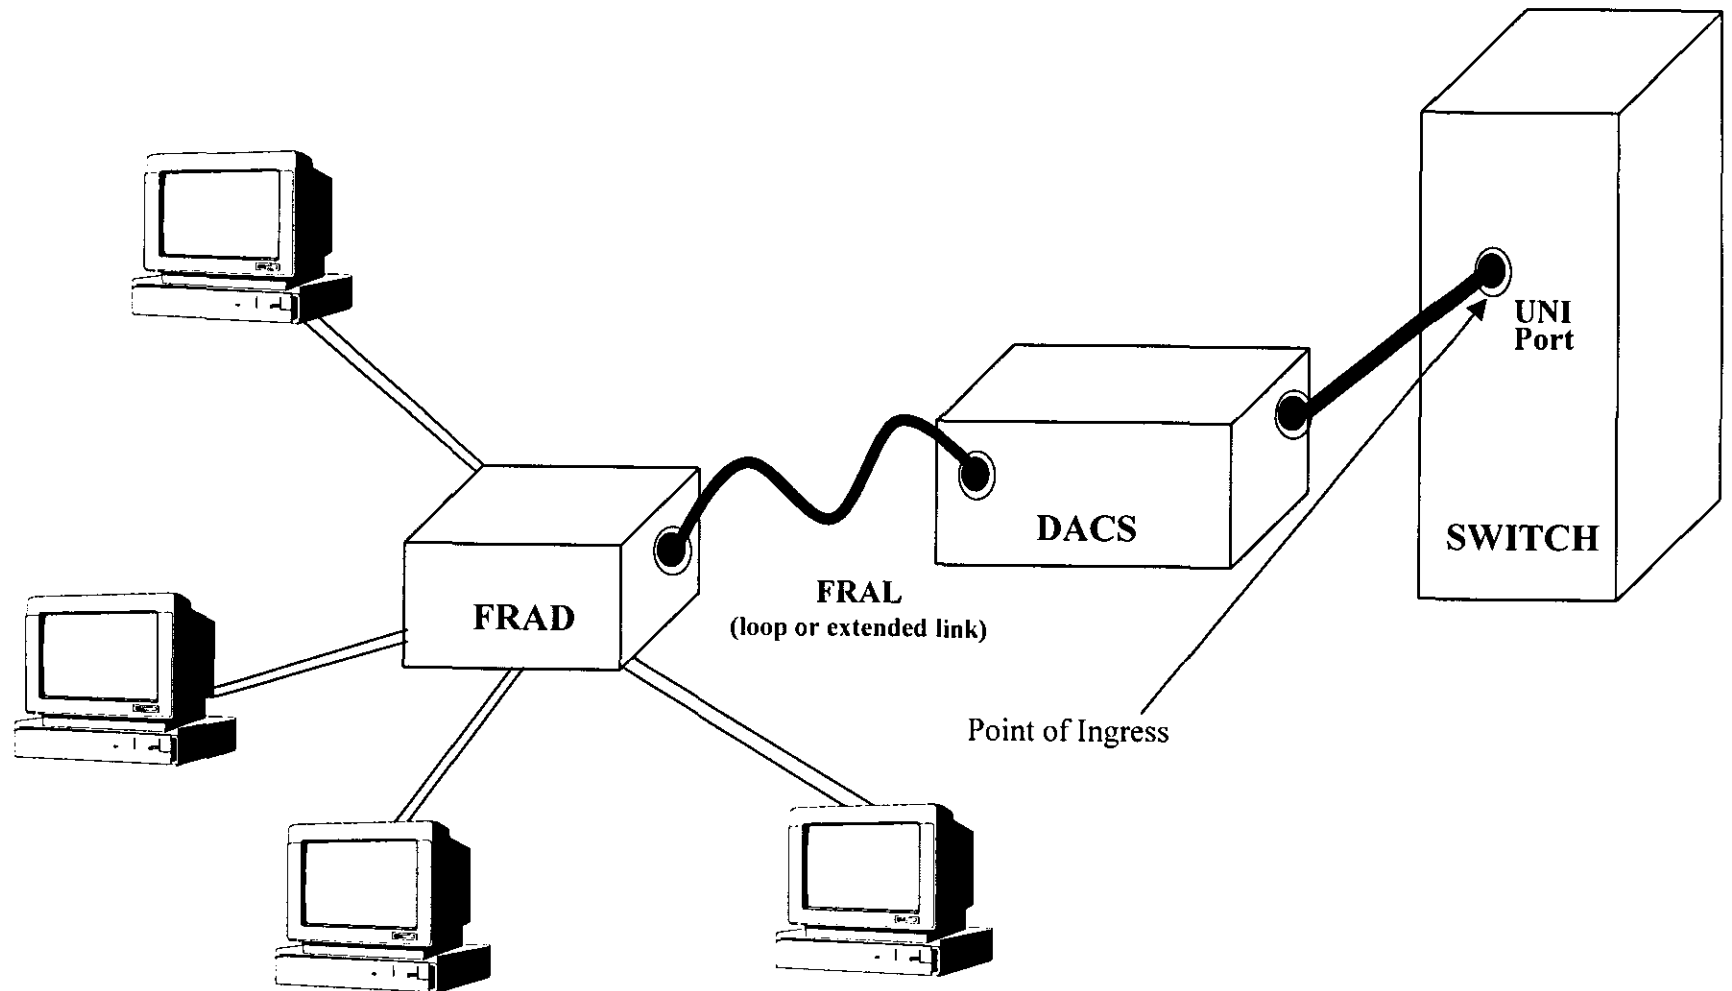 UNI
Port
DACS
SWITCH
FRAD
FRAL
(loop or extended link)
Point of Ingress